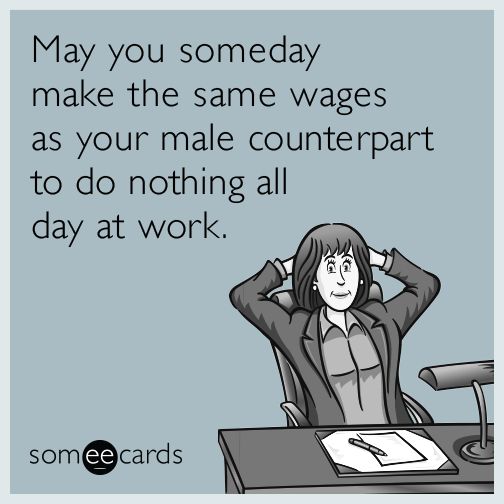 May you someday
make the same wages
as your male counterpart
to do nothing all
day at work.
someecards